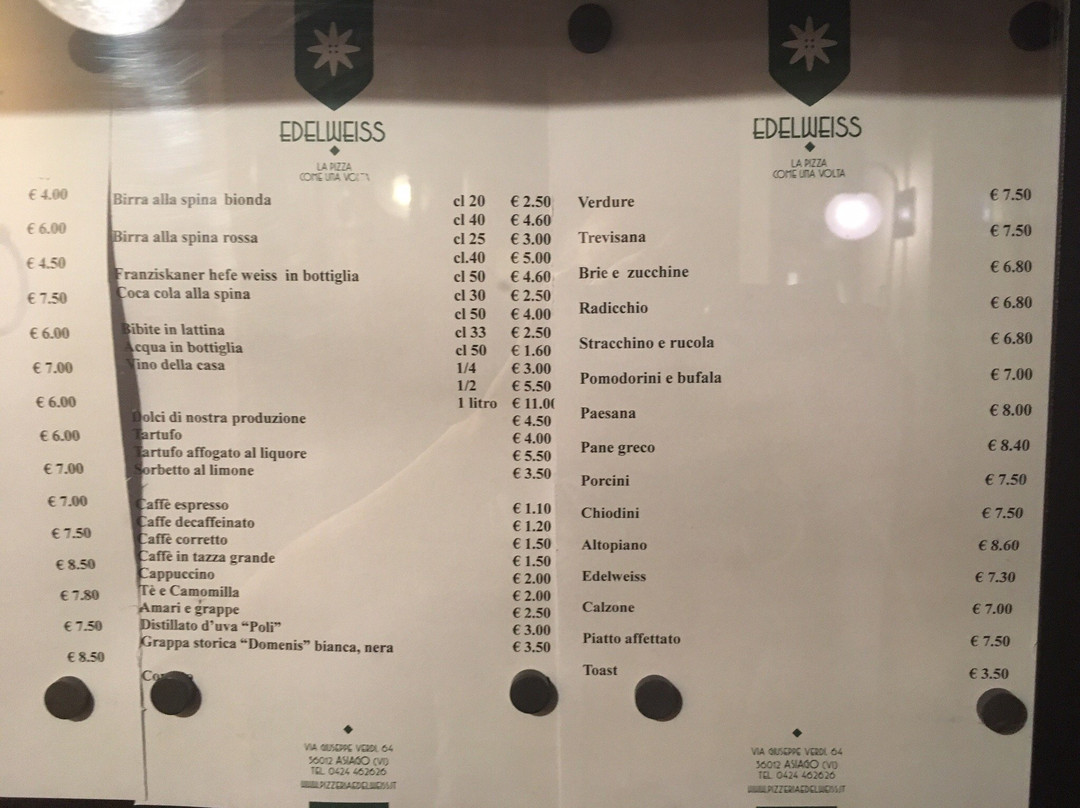 € 4.00
€ 6.00
€ 4.50
€ 7.50
€ 6.00
€ 7.00
€ 6.00
€ 6.00
€ 7.00
€ 7.00
€ 7.50
€ 8.50
€ 7.80
€ 7.50
€ 8.50
EDELWEISS
LA PIZZA
COME UNA VOLTA
Birra alla spina bionda cl 20 € 2.50
cl 40 € 4.60
Birra alla spina rossa cl 25 € 3.00
cl.40 € 5.00
Franziskaner hefe weiss in bottiglia cl 50 € 4.60
Coca cola alla spina cl 30 € 2.50
cl 50 € 4.00
Bibite in lattina cl 33 € 2.50
Acqua in bottiglia cl 50 € 1.60
Vino della casa 1/4 € 3.00
1/2 € 5.50
1 litro € 11.00
Dolci di nostra produzione € 4.50
Tartufo € 4.00
Tartufo affogato al liquore € 5.50
Sorbetto al limone € 3.50
Caffè espresso € 1.10
Caffe decaffeinato € 1.20
Caffè corretto € 1.50
Caffè in tazza grande € 1.50
Cappuccino € 2.00
Tè e Camomilla € 2.00
Amari e grappe € 2.50
Distillato d'uva “Poli” € 3.00
Grappa storica “Domenis” bianca, nera € 3.50
VIA GIUSEPPE VERDI, 64
36012 ASIAGO (VI)
TEL. 0424 462626
WWW.PIZZERIAEDELWEISS.IT
EDELWEISS
LA PIZZA
COME UNA VOLTA
Verdure € 7.50
Trevisana € 7.50
Brie e zucchine € 6.80
Radicchio € 6.80
Stracchino e rucola € 6.80
Pomodorini e bufala € 7.00
Paesana € 8.00
Pane greco € 8.40
Porcini € 7.50
Chiodini € 7.50
Altopiano € 8.60
Edelweiss € 7.30
Calzone € 7.00
Piatto affettato € 7.50
Toast € 3.50
VIA GIUSEPPE VERDI, 64
36012 ASIAGO (VI)
TEL. 0424 462626
WWW.PIZZERIAEDELWEISS.IT